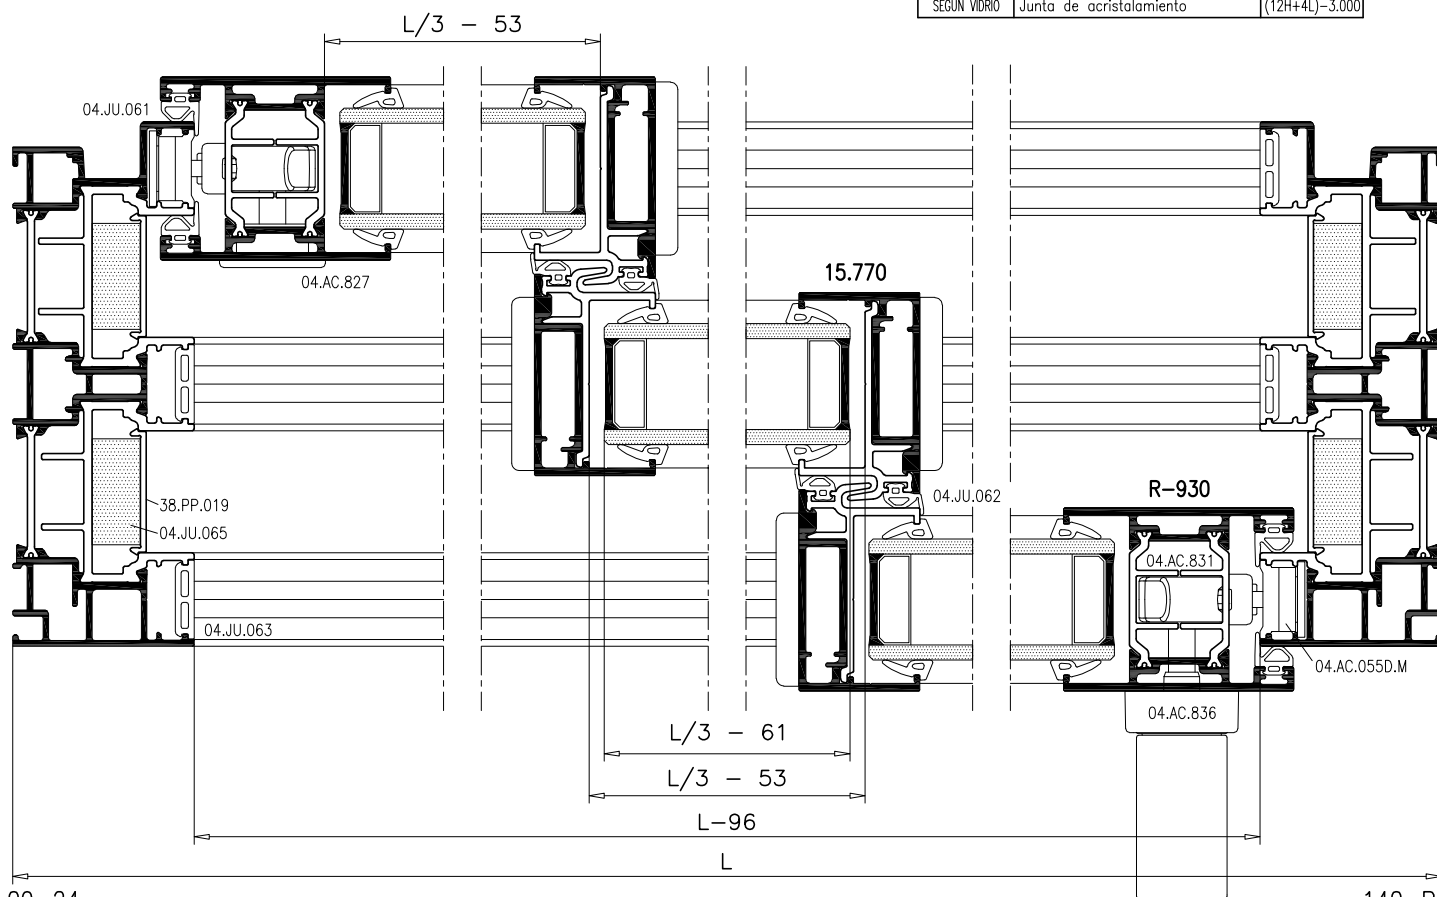 SEGUN VIDRIO Junta de acristalamiento (12H+4L)-3.000
L/3 - 53
04.JU.061
04.AC.827
15.770
04.JU.062
R-930
38.PP.019
04.JU.065
04.AC.831
04.JU.063
04.AC.055D.M
04.AC.836
L/3 - 61
L/3 - 53
L-96
L